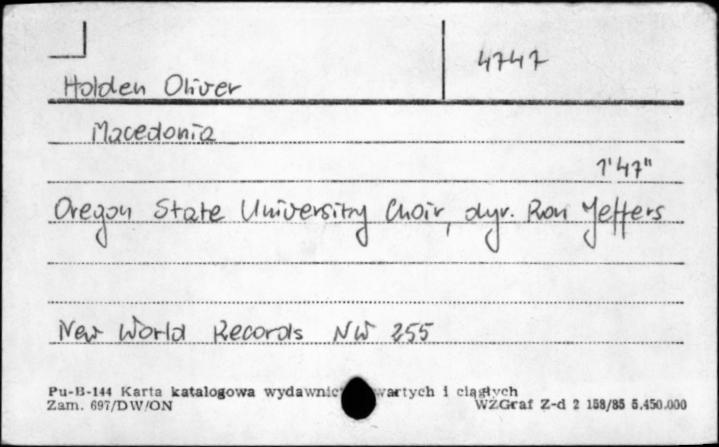 4747
Holden Oliver
Macedonia
1'47"
Oregon State University Choir, dyr. Ron Jeffers
New World Records NW 255
Pu-B-144 Karta katalogowa wydawnic wartych i ciągłych
Zam. 697/DW/ON WZGraf Z-d 2 158/85 5.450.000